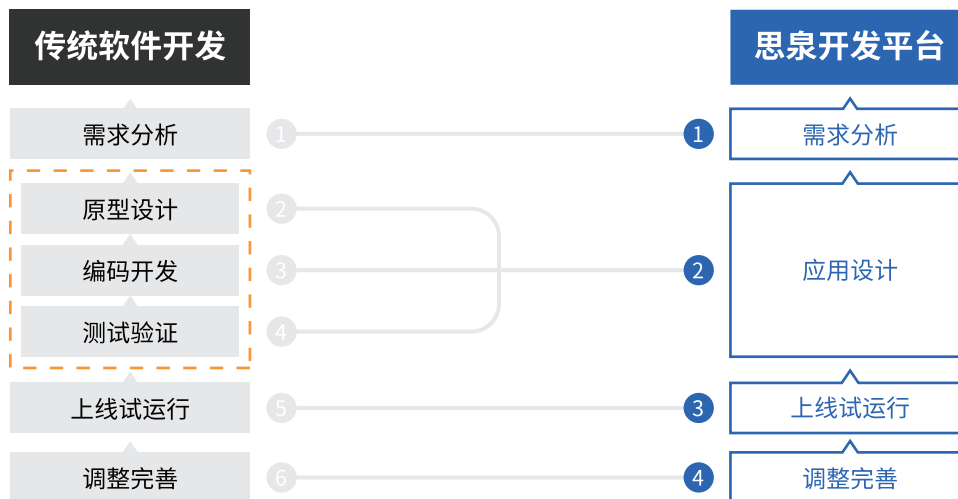 传统软件开发
思泉开发平台
需求分析
1
1
需求分析
原型设计
2
编码开发
3
2
应用设计
测试验证
4
上线试运行
5
3
上线试运行
调整完善
6
4
调整完善